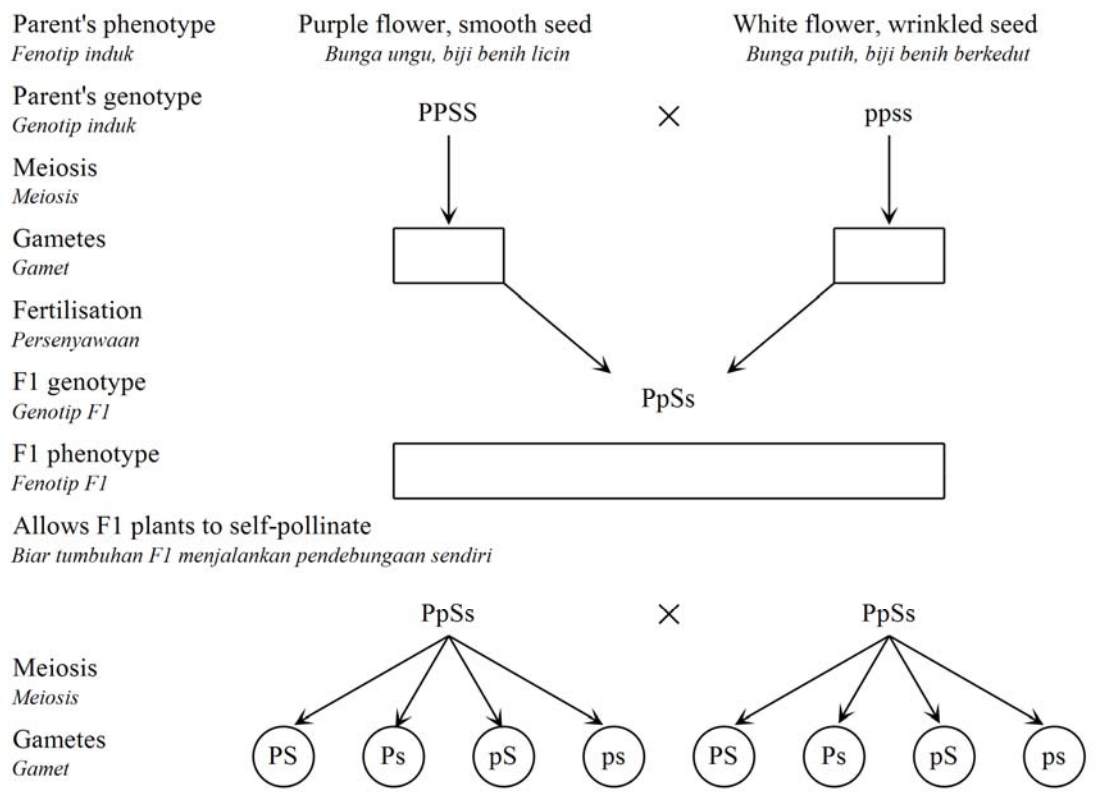 Parent's phenotype Purple flower, smooth seed White flower, wrinkled seed
Fenotip induk Bunga ungu, biji benih licin Bunga putih, biji benih berkedut
Parent's genotype
Genotip induk
PPSS × ppss
Meiosis
Meiosis
Gametes
Gamet
Fertilisation
Persenyawaan
F1 genotype
Genotip F1
PpSs
F1 phenotype
Fenotip F1
Allows F1 plants to self-pollinate
Biar tumbuhan F1 menjalankan pendebungaan sendiri
PpSs × PpSs
Meiosis
Meiosis
Gametes
Gamet
PS Ps pS ps PS Ps pS ps